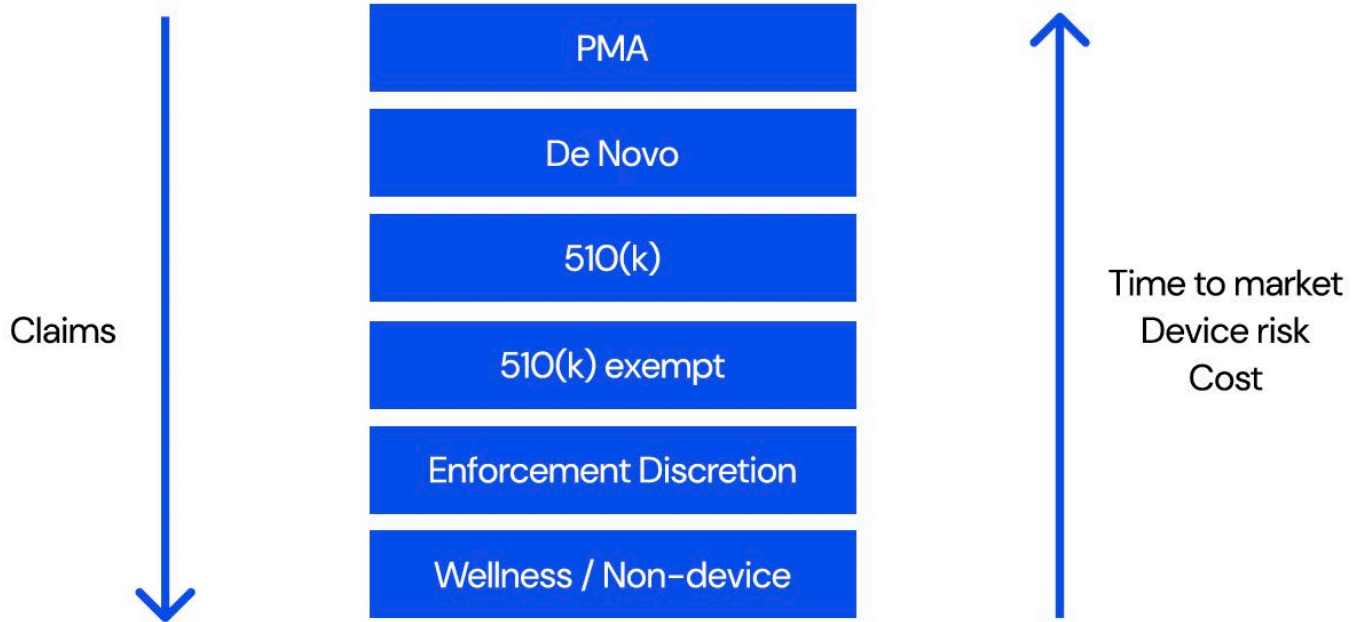 PMA
De Novo
510(k)
Claims
510(k) exempt
Time to market
Device risk
Cost
Enforcement Discretion
Wellness / Non-device